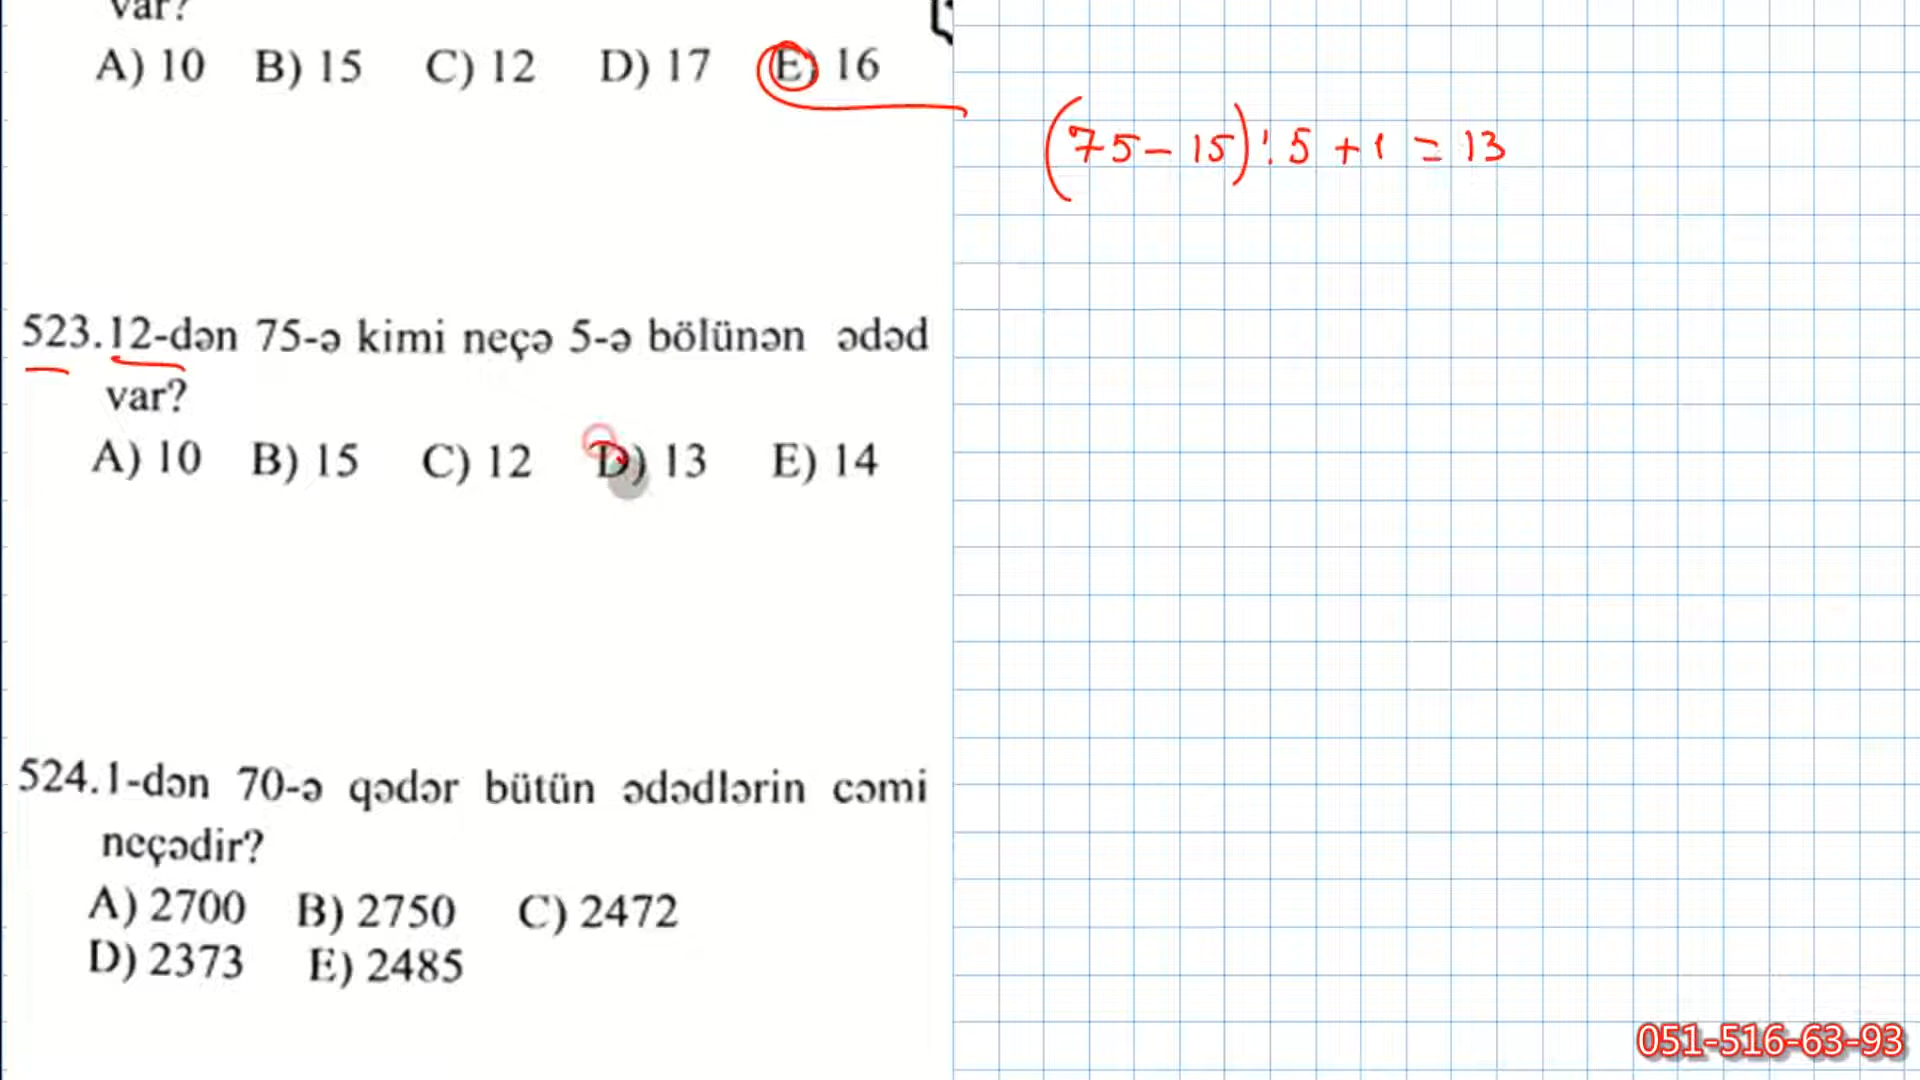 var?
A) 10 B) 15 C) 12 D) 17 E) 16
(75-15):5+1=13
523.12-dən 75-ə kimi neçə 5-ə bölünən ədəd
var?
A) 10 B) 15 C) 12 D) 13 E) 14
524.1-dən 70-ə qədər bütün ədədlərin cəmi
neçədir?
A) 2700 B) 2750 C) 2472
D) 2373 E) 2485
051-516-63-93